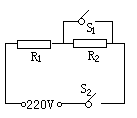 S₁
R₁ R₂
S₂
220V